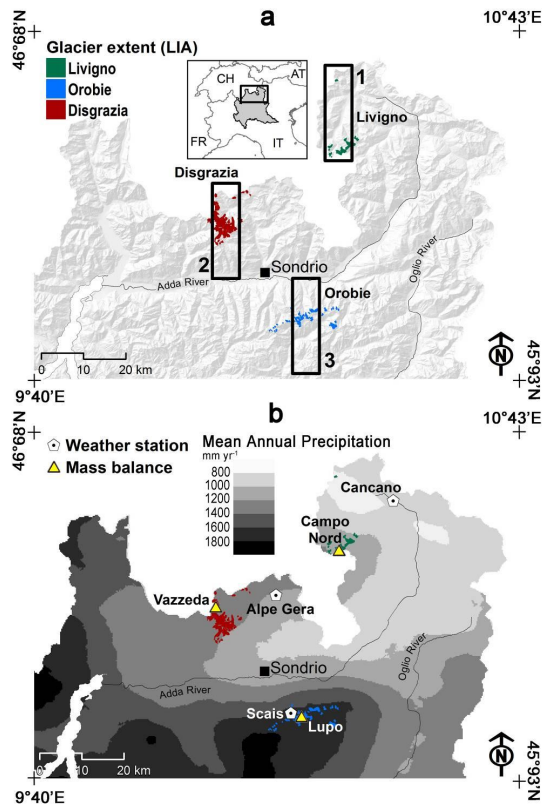 a
46°68’N
10°43’E
Glacier extent (LIA)
Livigno
Orobie
Disgrazia
CH
AT
FR
IT
1
Livigno
Disgrazia
2
Sondrio
Adda River
Oglio River
Orobie
3
0 10 20 km
N
45°93’N
9°40’E
b
46°68’N
10°43’E
Weather station
Mass balance
Mean Annual Precipitation
mm yr⁻¹
800
1000
1200
1400
1600
1800
Cancano
Campo
Nord
Vazzeda
Alpe Gera
Sondrio
Adda River
Oglio River
Scais
Lupo
0 10 20 km
N
45°93’N
9°40’E